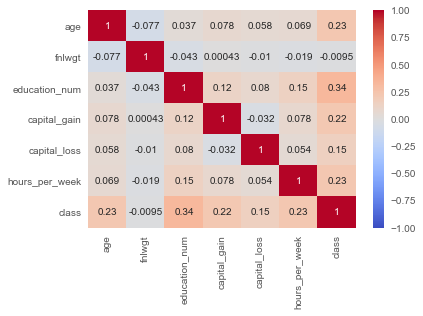 age 1 -0.077 0.037 0.078 0.058 0.069 0.23
fnlwgt -0.077 1 -0.043 0.00043 -0.01 -0.019 -0.0095
education_num 0.037 -0.043 1 0.12 0.08 0.15 0.34
capital_gain 0.078 0.00043 0.12 1 -0.032 0.078 0.22
capital_loss 0.058 -0.01 0.08 -0.032 1 0.054 0.15
hours_per_week 0.069 -0.019 0.15 0.078 0.054 1 0.23
class 0.23 -0.0095 0.34 0.22 0.15 0.23 1
age fnlwgt education_num capital_gain capital_loss hours_per_week class
1.00
0.75
0.50
0.25
0.00
−0.25
−0.50
−0.75
−1.00